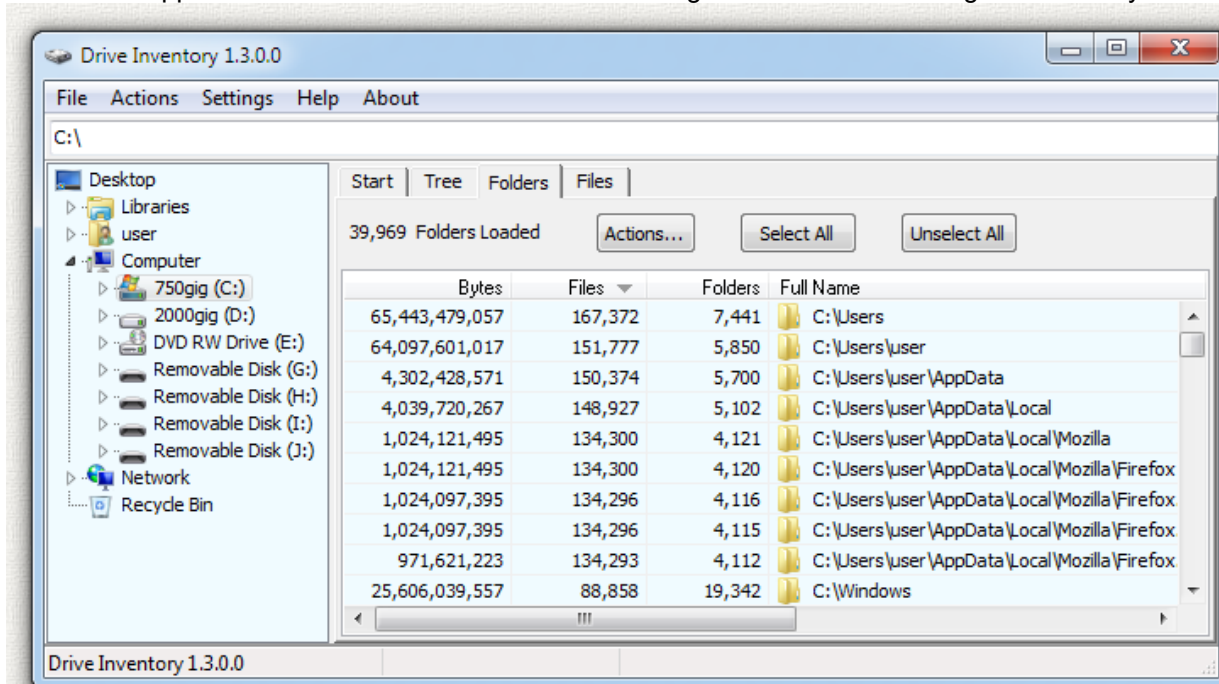 Drive Inventory 1.3.0.0
File Actions Settings Help About
C:\
Desktop
Libraries
user
Computer
750gig (C:)
2000gig (D:)
DVD RW Drive (E:)
Removable Disk (G:)
Removable Disk (H:)
Removable Disk (I:)
Removable Disk (J:)
Network
Recycle Bin
Start Tree Folders Files
39,969 Folders Loaded Actions... Select All Unselect All
Bytes Files Folders Full Name
65,443,479,057 167,372 7,441 C:\Users
64,097,601,017 151,777 5,850 C:\Users\user
4,302,428,571 150,374 5,700 C:\Users\user\AppData
4,039,720,267 148,927 5,102 C:\Users\user\AppData\Local
1,024,121,495 134,300 4,121 C:\Users\user\AppData\Local\Mozilla
1,024,121,495 134,300 4,120 C:\Users\user\AppData\Local\Mozilla\Firefox
1,024,097,395 134,296 4,116 C:\Users\user\AppData\Local\Mozilla\Firefox
1,024,097,395 134,296 4,115 C:\Users\user\AppData\Local\Mozilla\Firefox
971,621,223 134,293 4,112 C:\Users\user\AppData\Local\Mozilla\Firefox
25,606,039,557 88,858 19,342 C:\Windows
Drive Inventory 1.3.0.0